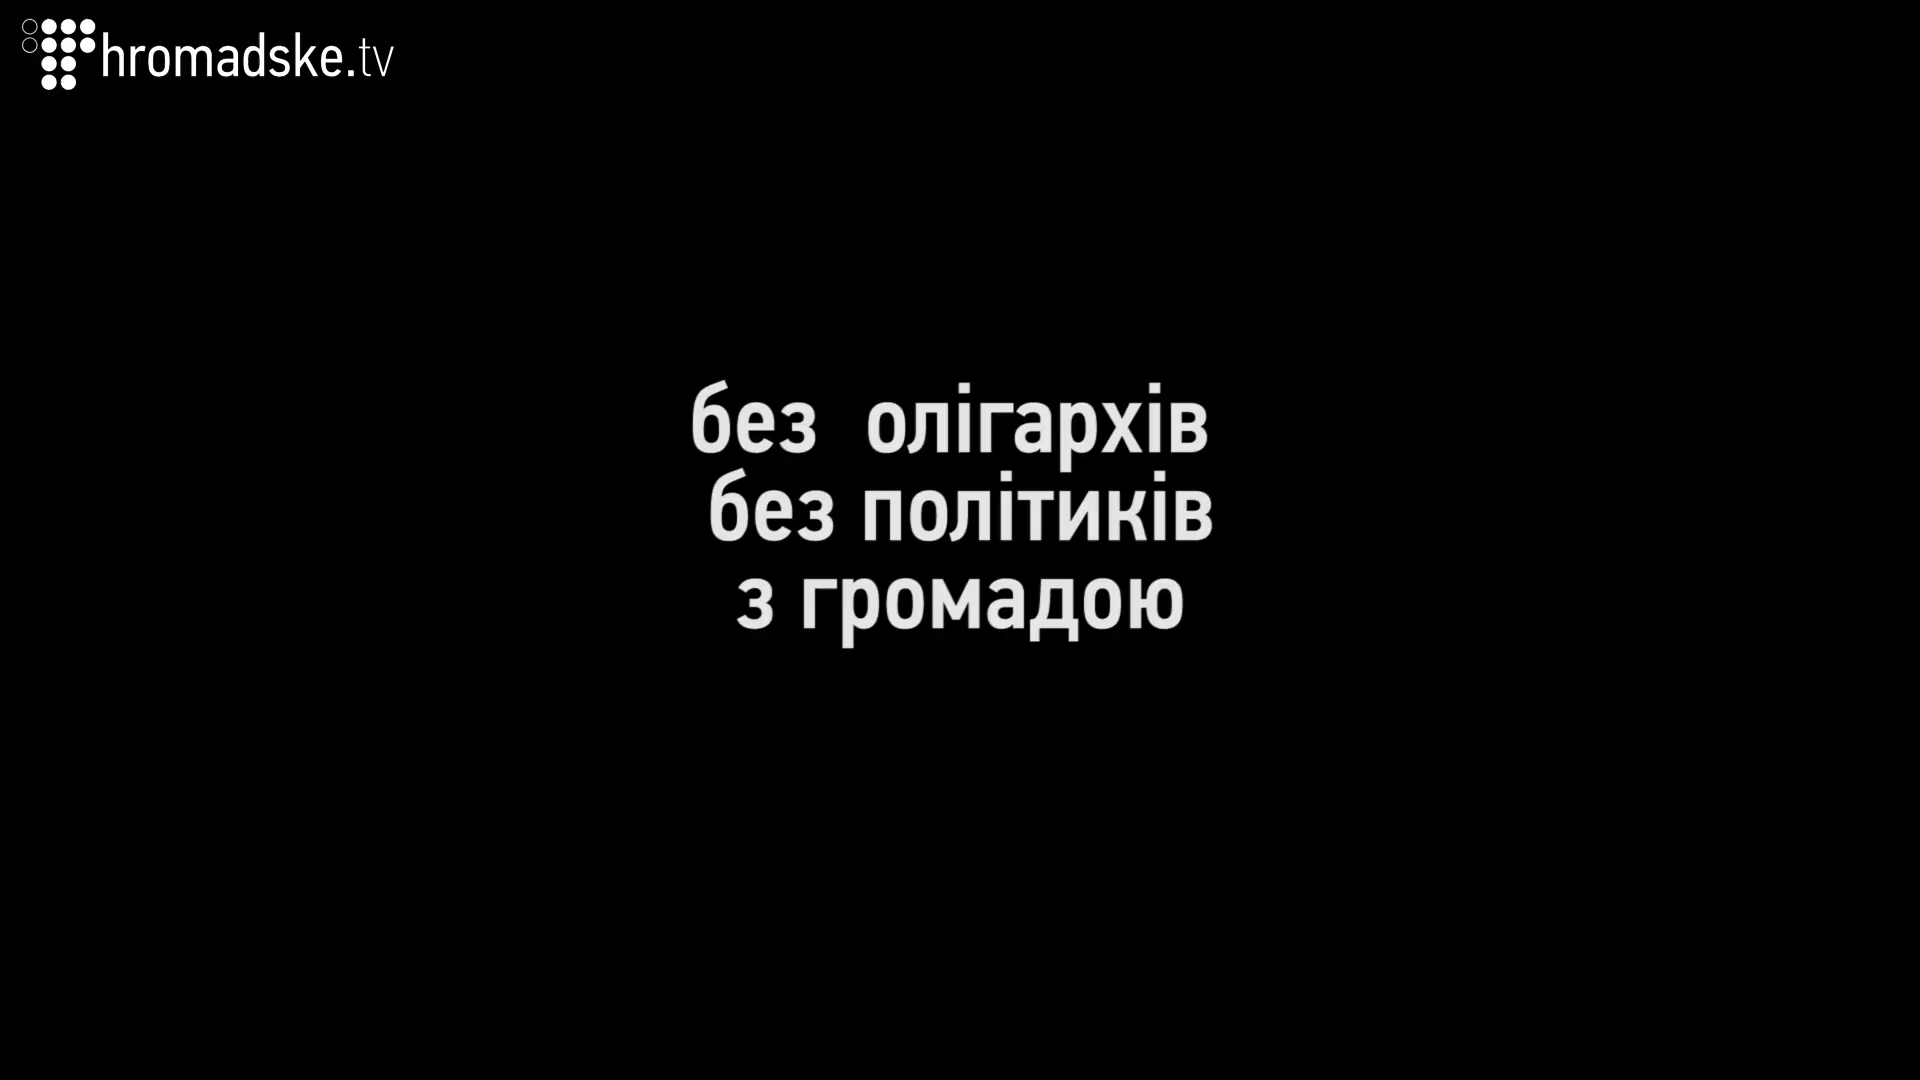 hromadske.tv
без олігархів
без політиків
з громадою